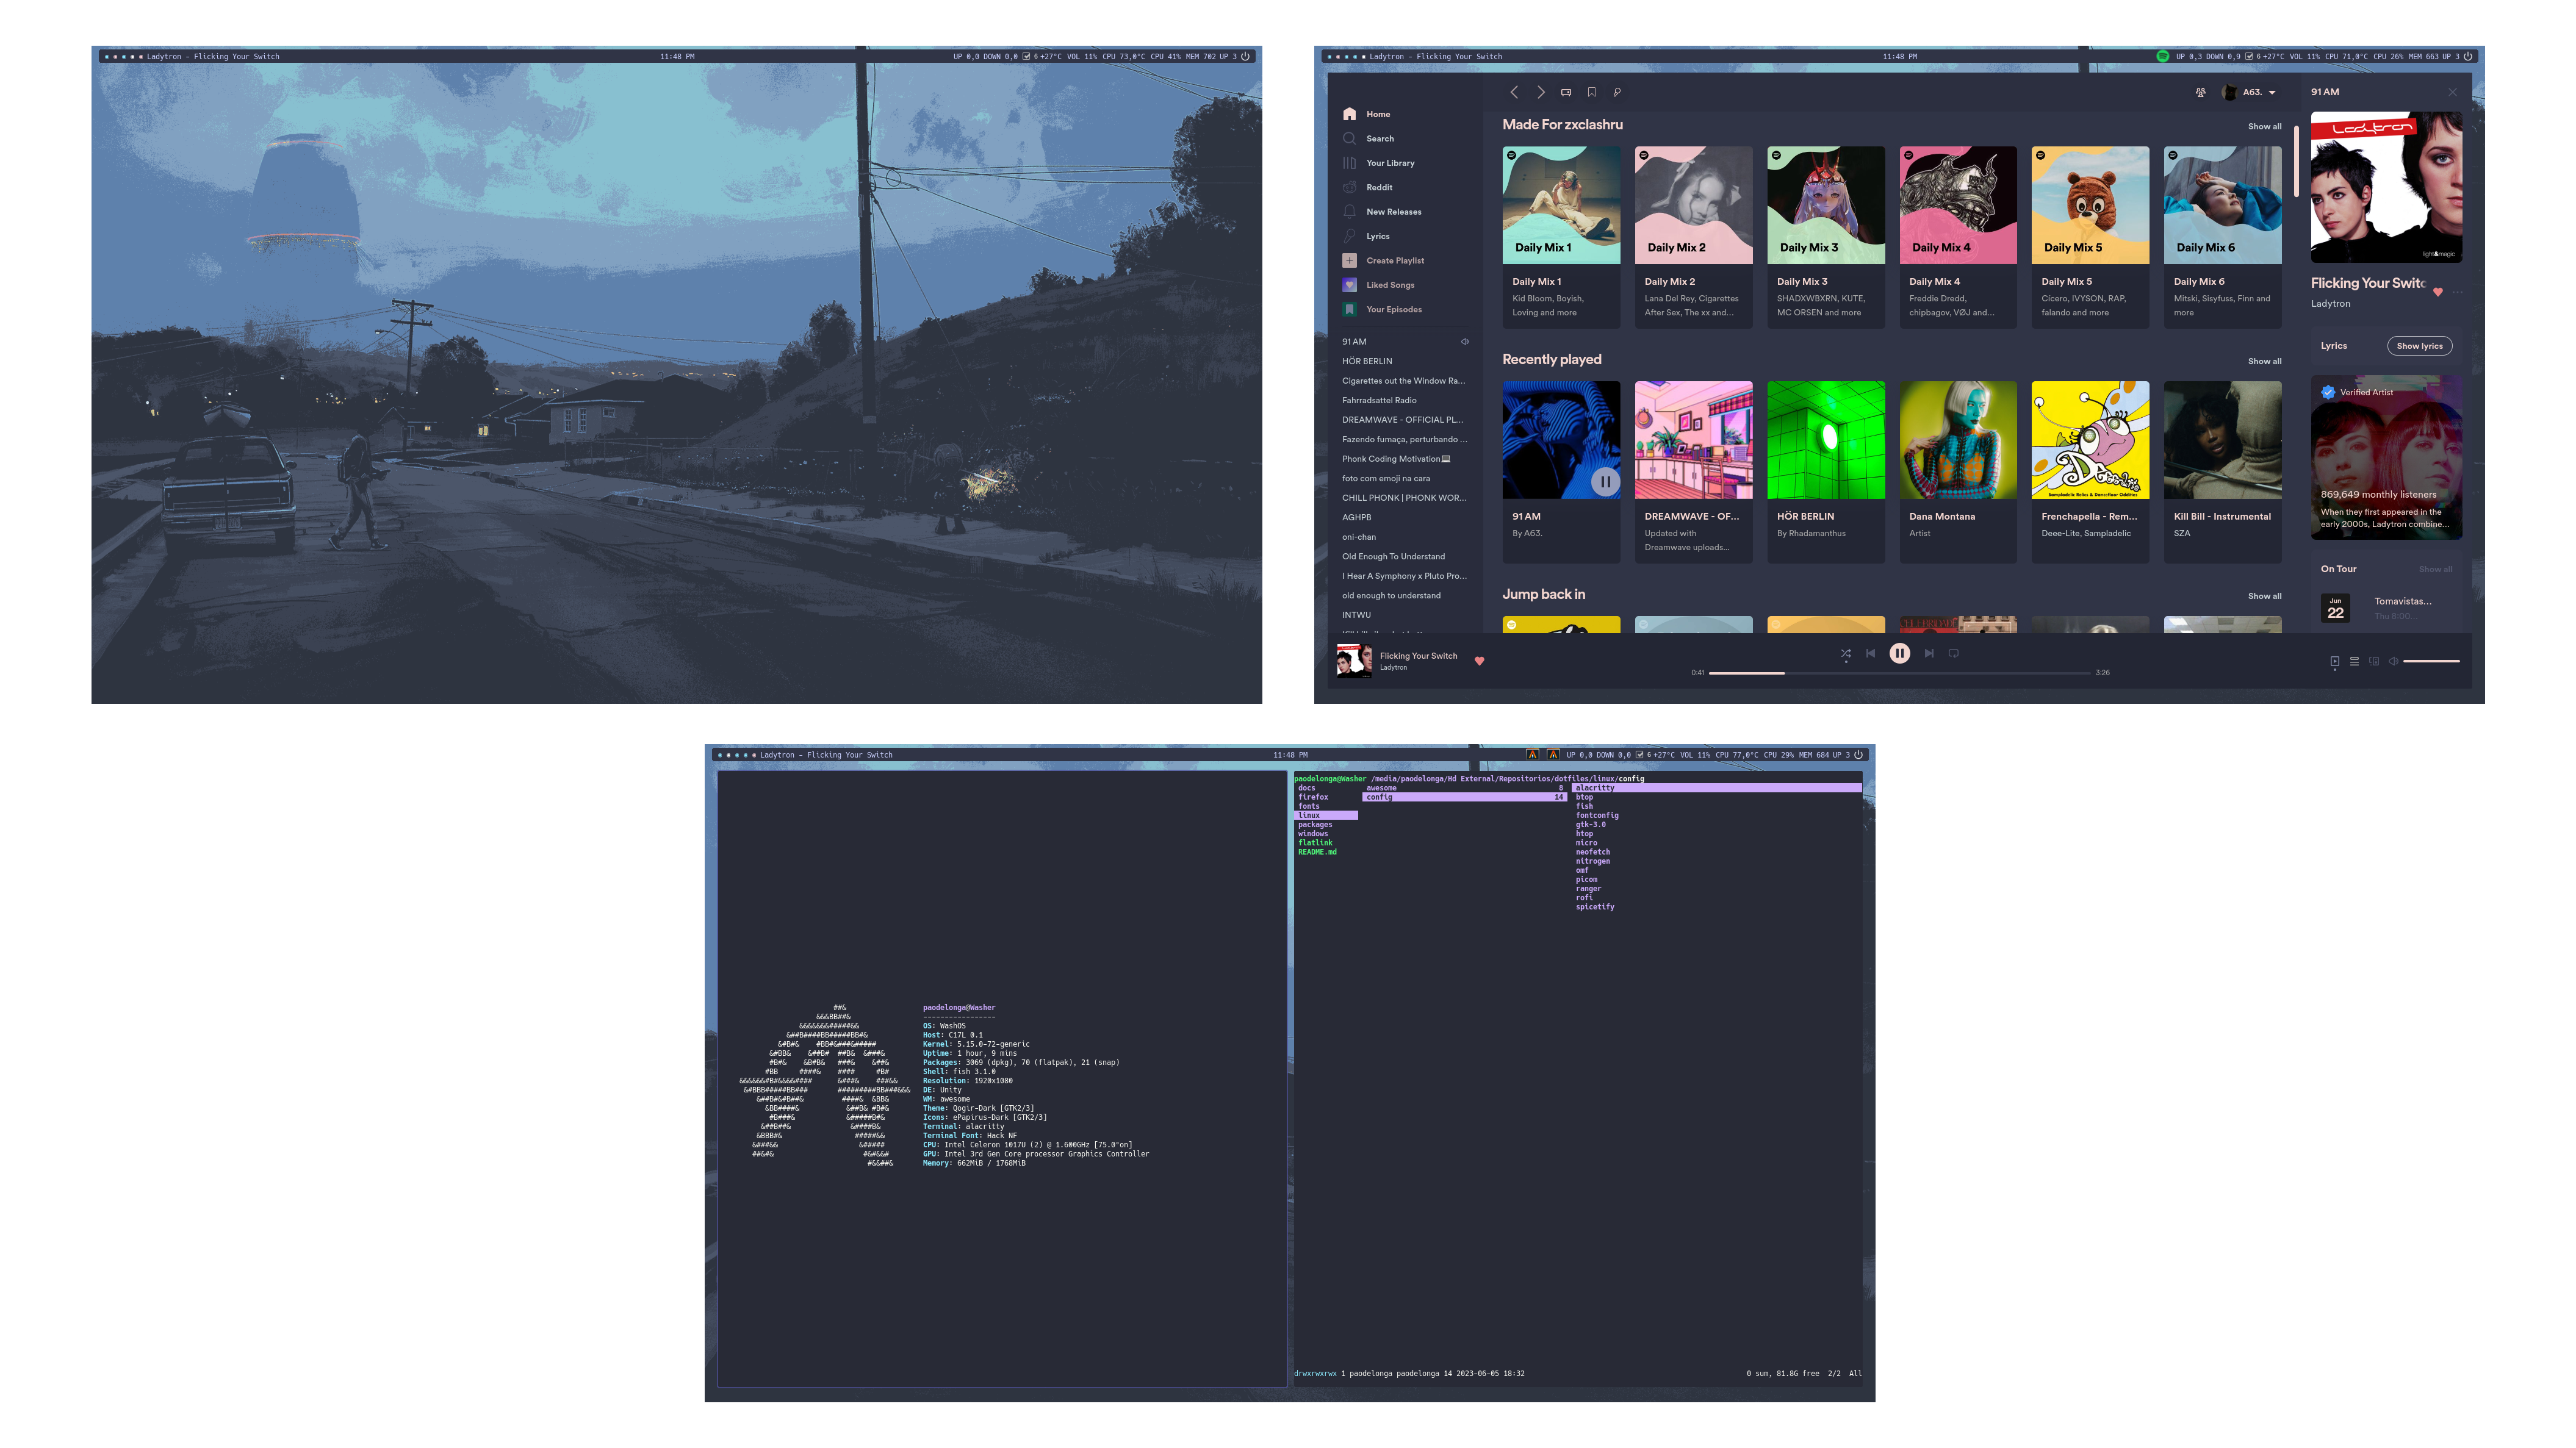 Ladytron - Flicking Your Switch
11:48 PM
UP 0,0 DOWN 0,0 6 +27°C VOL 11% CPU 73,0°C CPU 41% MEM 702 UP 3
Ladytron - Flicking Your Switch
11:48 PM
UP 0,3 DOWN 0,9 6 +27°C VOL 11% CPU 71,0°C CPU 26% MEM 663 UP 3
Home
Search
Your Library
Reddit
New Releases
Lyrics
Create Playlist
Liked Songs
Your Episodes
91 AM
HÖR BERLIN
Cigarettes out the Window Ra...
Fahrradsattel Radio
DREAMWAVE - OFFICIAL PL...
Fazendo fumaça, perturbando ...
Phonk Coding Motivation💻
foto com emoji na cara
CHILL PHONK | PHONK WOR...
AGHPB
oni-chan
Old Enough To Understand
I Hear A Symphony x Pluto Pro...
old enough to understand
INTWU
A63.
Made For zxclashru
Show all
Daily Mix 1
Daily Mix 2
Daily Mix 3
Daily Mix 4
Daily Mix 5
Daily Mix 6
Daily Mix 1
Kid Bloom, Boyish,
Loving and more
Daily Mix 2
Lana Del Rey, Cigarettes
After Sex, The xx and...
Daily Mix 3
SHADXWBXRN, KUTE,
MC ORSEN and more
Daily Mix 4
Freddie Dredd,
chipbagov, VØJ and...
Daily Mix 5
Cicero, IVYSON, RAP,
falando and more
Daily Mix 6
Mitski, Sisyfuss, Finn and
more
Recently played
Show all
Sampladelic Relics & Dancefloor Oddities
91 AM
By A63.
DREAMWAVE - OF...
Updated with
Dreamwave uploads...
HÖR BERLIN
By Rhadamanthus
Dana Montana
Artist
Frenchapella - Rem...
Deee-Lite, Sampladelic
Kill Bill - Instrumental
SZA
Jump back in
Show all
91 AM
Ladytron
light&magic
Flicking Your Switc
Ladytron
Lyrics
Show lyrics
Verified Artist
869,649 monthly listeners
When they first appeared in the
early 2000s, Ladytron combine...
On Tour
Show all
Jun
22
Tomavistas...
Thu 8:00...
Flicking Your Switch
Ladytron
0:41
3:26
Ladytron - Flicking Your Switch
11:48 PM
UP 0,0 DOWN 0,0 6 +27°C VOL 11% CPU 77,0°C CPU 29% MEM 684 UP 3
paodelonga@Washer
-----------------
OS: WashOS
Host: C17L 0.1
Kernel: 5.15.0-72-generic
Uptime: 1 hour, 9 mins
Packages: 3069 (dpkg), 70 (flatpak), 21 (snap)
Shell: fish 3.1.0
Resolution: 1920x1080
DE: Unity
WM: awesome
Theme: Qogir-Dark [GTK2/3]
Icons: ePapirus-Dark [GTK2/3]
Terminal: alacritty
Terminal Font: Hack NF
CPU: Intel Celeron 1017U (2) @ 1.600GHz [75.0°on]
GPU: Intel 3rd Gen Core processor Graphics Controller
Memory: 662MiB / 1768MiB
paodelonga@Washer /media/paodelonga/Hd External/Repositorios/dotfiles/linux/config
docs
firefox
fonts
linux
packages
windows
flatlink
README.md
awesome 8
config 14
alacritty
btop
fish
fontconfig
gtk-3.0
htop
micro
neofetch
nitrogen
omf
picom
ranger
rofi
spicetify
drwxrwxrwx 1 paodelonga paodelonga 14 2023-06-05 18:32
0 sum, 81.8G free 2/2 All